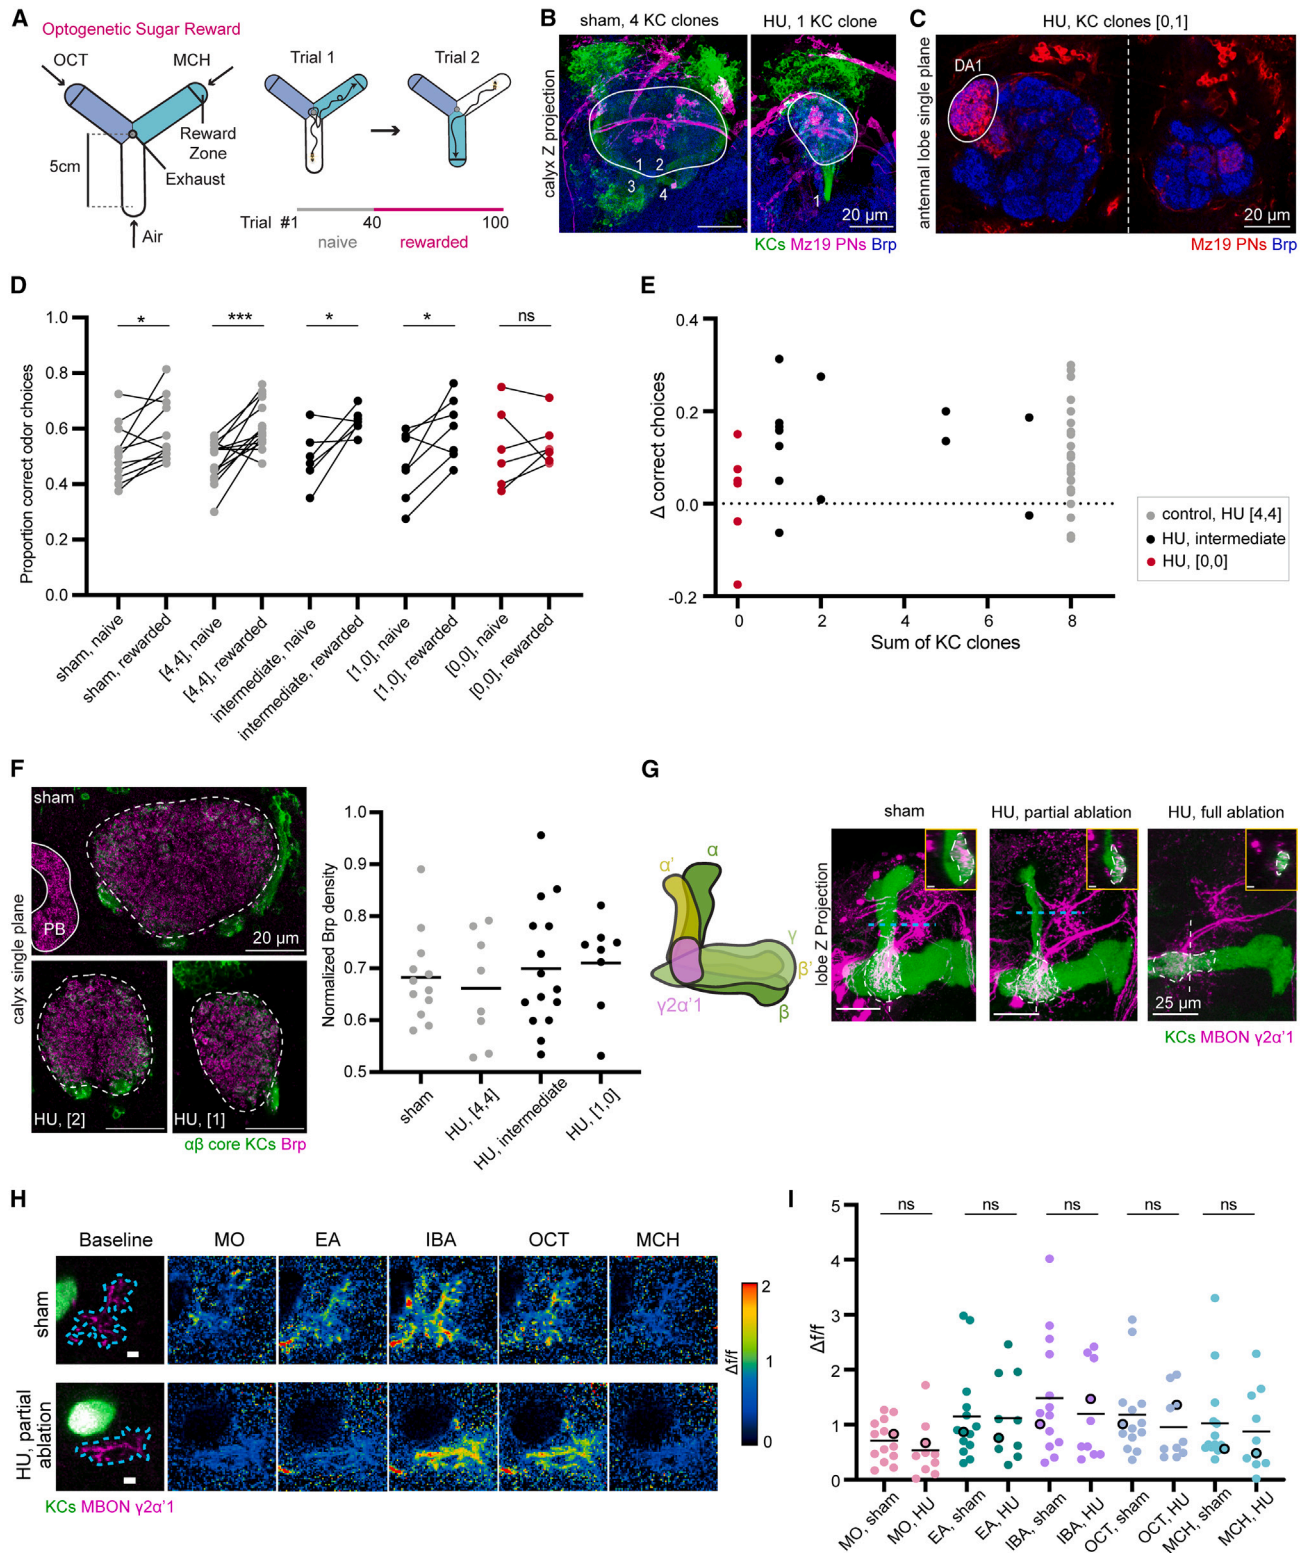 A
Optogenetic Sugar Reward
OCT
MCH
Reward
Zone
Exhaust
5cm
Air
Trial 1
Trial 2
Trial #1
40
100
naive
rewarded
B
sham, 4 KC clones
HU, 1 KC clone
calyx Z projection
1
2
3
4
1
20 µm
KCs Mz19 PNs Brp
C
HU, KC clones [0,1]
antennal lobe single plane
DA1
20 µm
Mz19 PNs Brp
D
Proportion correct odor choices
1.0
0.8
0.6
0.4
0.2
0.0
*
***
*
*
ns
sham, naive
sham, rewarded
[4,4], naive
[4,4], rewarded
intermediate, naive
intermediate, rewarded
[1,0], naive
[1,0], rewarded
[0,0], naive
[0,0], rewarded
E
Δ correct choices
0.4
0.2
0.0
-0.2
0
2
4
6
8
Sum of KC clones
control, HU [4,4]
HU, intermediate
HU, [0,0]
F
calyx single plane
sham
PB
20 µm
HU, [2]
HU, [1]
αβ core KCs Brp
Normalized Brp density
1.0
0.9
0.8
0.7
0.6
0.5
sham
HU, [4,4]
HU, intermediate
HU, [1,0]
G
α'
α
γ
β'
β
γ2α'1
lobe Z Projection
sham
HU, partial ablation
HU, full ablation
25 µm
KCs MBON γ2α'1
H
Baseline
MO
EA
IBA
OCT
MCH
sham
HU, partial
ablation
KCs MBON γ2α'1
2
1
0
Δf/f
I
Δf/f
5
4
3
2
1
0
ns
ns
ns
ns
ns
MO, sham
MO, HU
EA, sham
EA, HU
IBA, sham
IBA, HU
OCT, sham
OCT, HU
MCH, sham
MCH, HU